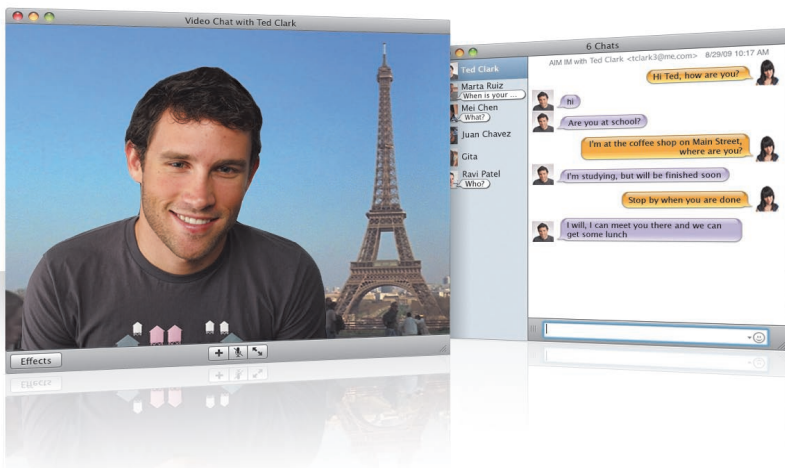 Video Chat with Ted Clark
Effects
6 Chats
AIM IM with Ted Clark <tclark3@me.com> 8/29/09 10:17 AM
Ted Clark
Marta Ruiz
When is your ...
Mei Chen
What?
Juan Chavez
Gita
Ravi Patel
Who?
Hi Ted, how are you?
hi
Are you at school?
I'm at the coffee shop on Main Street,
where are you?
I'm studying, but will be finished soon
Stop by when you are done
I will, I can meet you there and we can
get some lunch